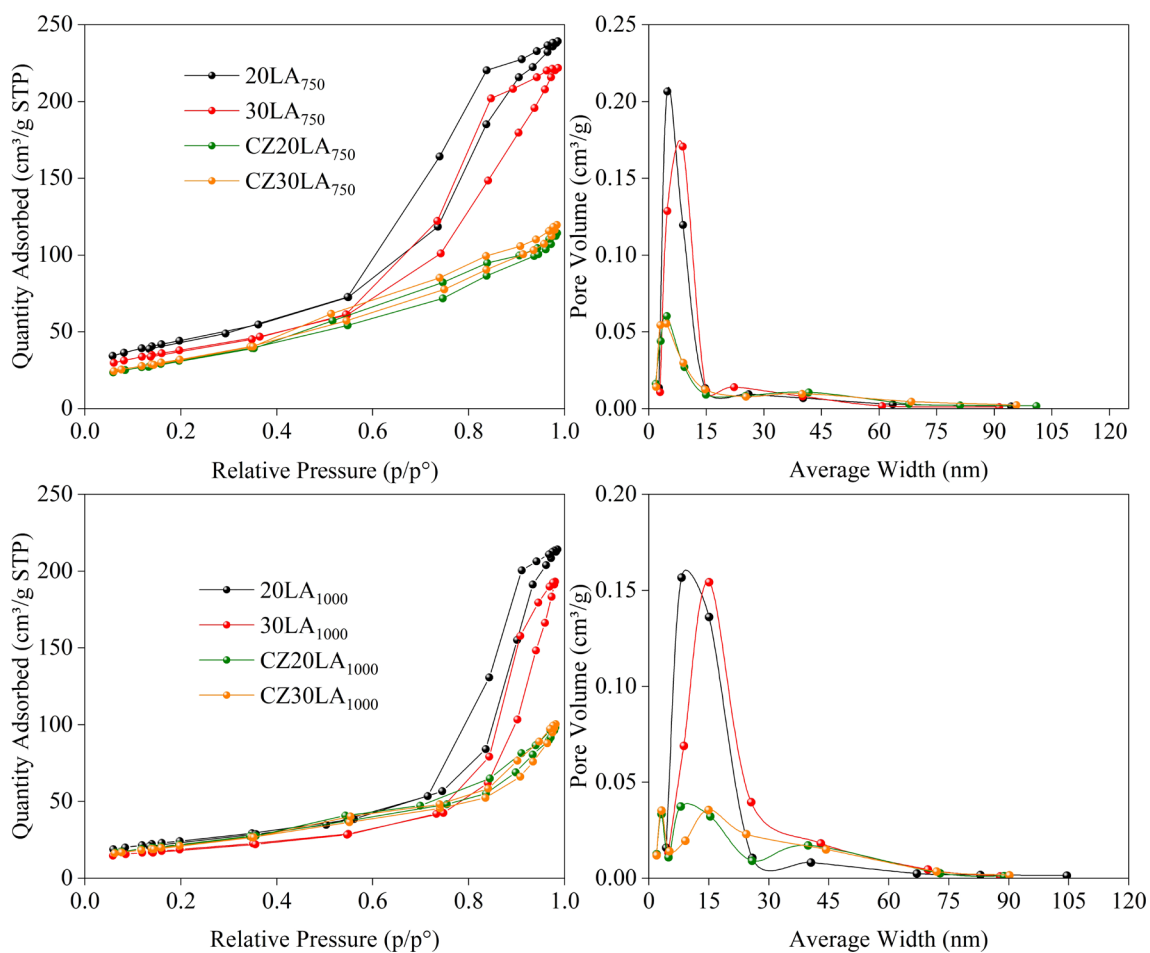 Quantity Adsorbed (cm³/g STP)
250
200
150
100
50
0
20LA750
30LA750
CZ20LA750
CZ30LA750
0.0 0.2 0.4 0.6 0.8 1.0
Relative Pressure (p/p°)
Pore Volume (cm³/g)
0.25
0.20
0.15
0.10
0.05
0.00
0 15 30 45 60 75 90 105 120
Average Width (nm)
Quantity Adsorbed (cm³/g STP)
250
200
150
100
50
0
20LA1000
30LA1000
CZ20LA1000
CZ30LA1000
0.0 0.2 0.4 0.6 0.8 1.0
Relative Pressure (p/p°)
Pore Volume (cm³/g)
0.20
0.15
0.10
0.05
0.00
0 15 30 45 60 75 90 105 120
Average Width (nm)